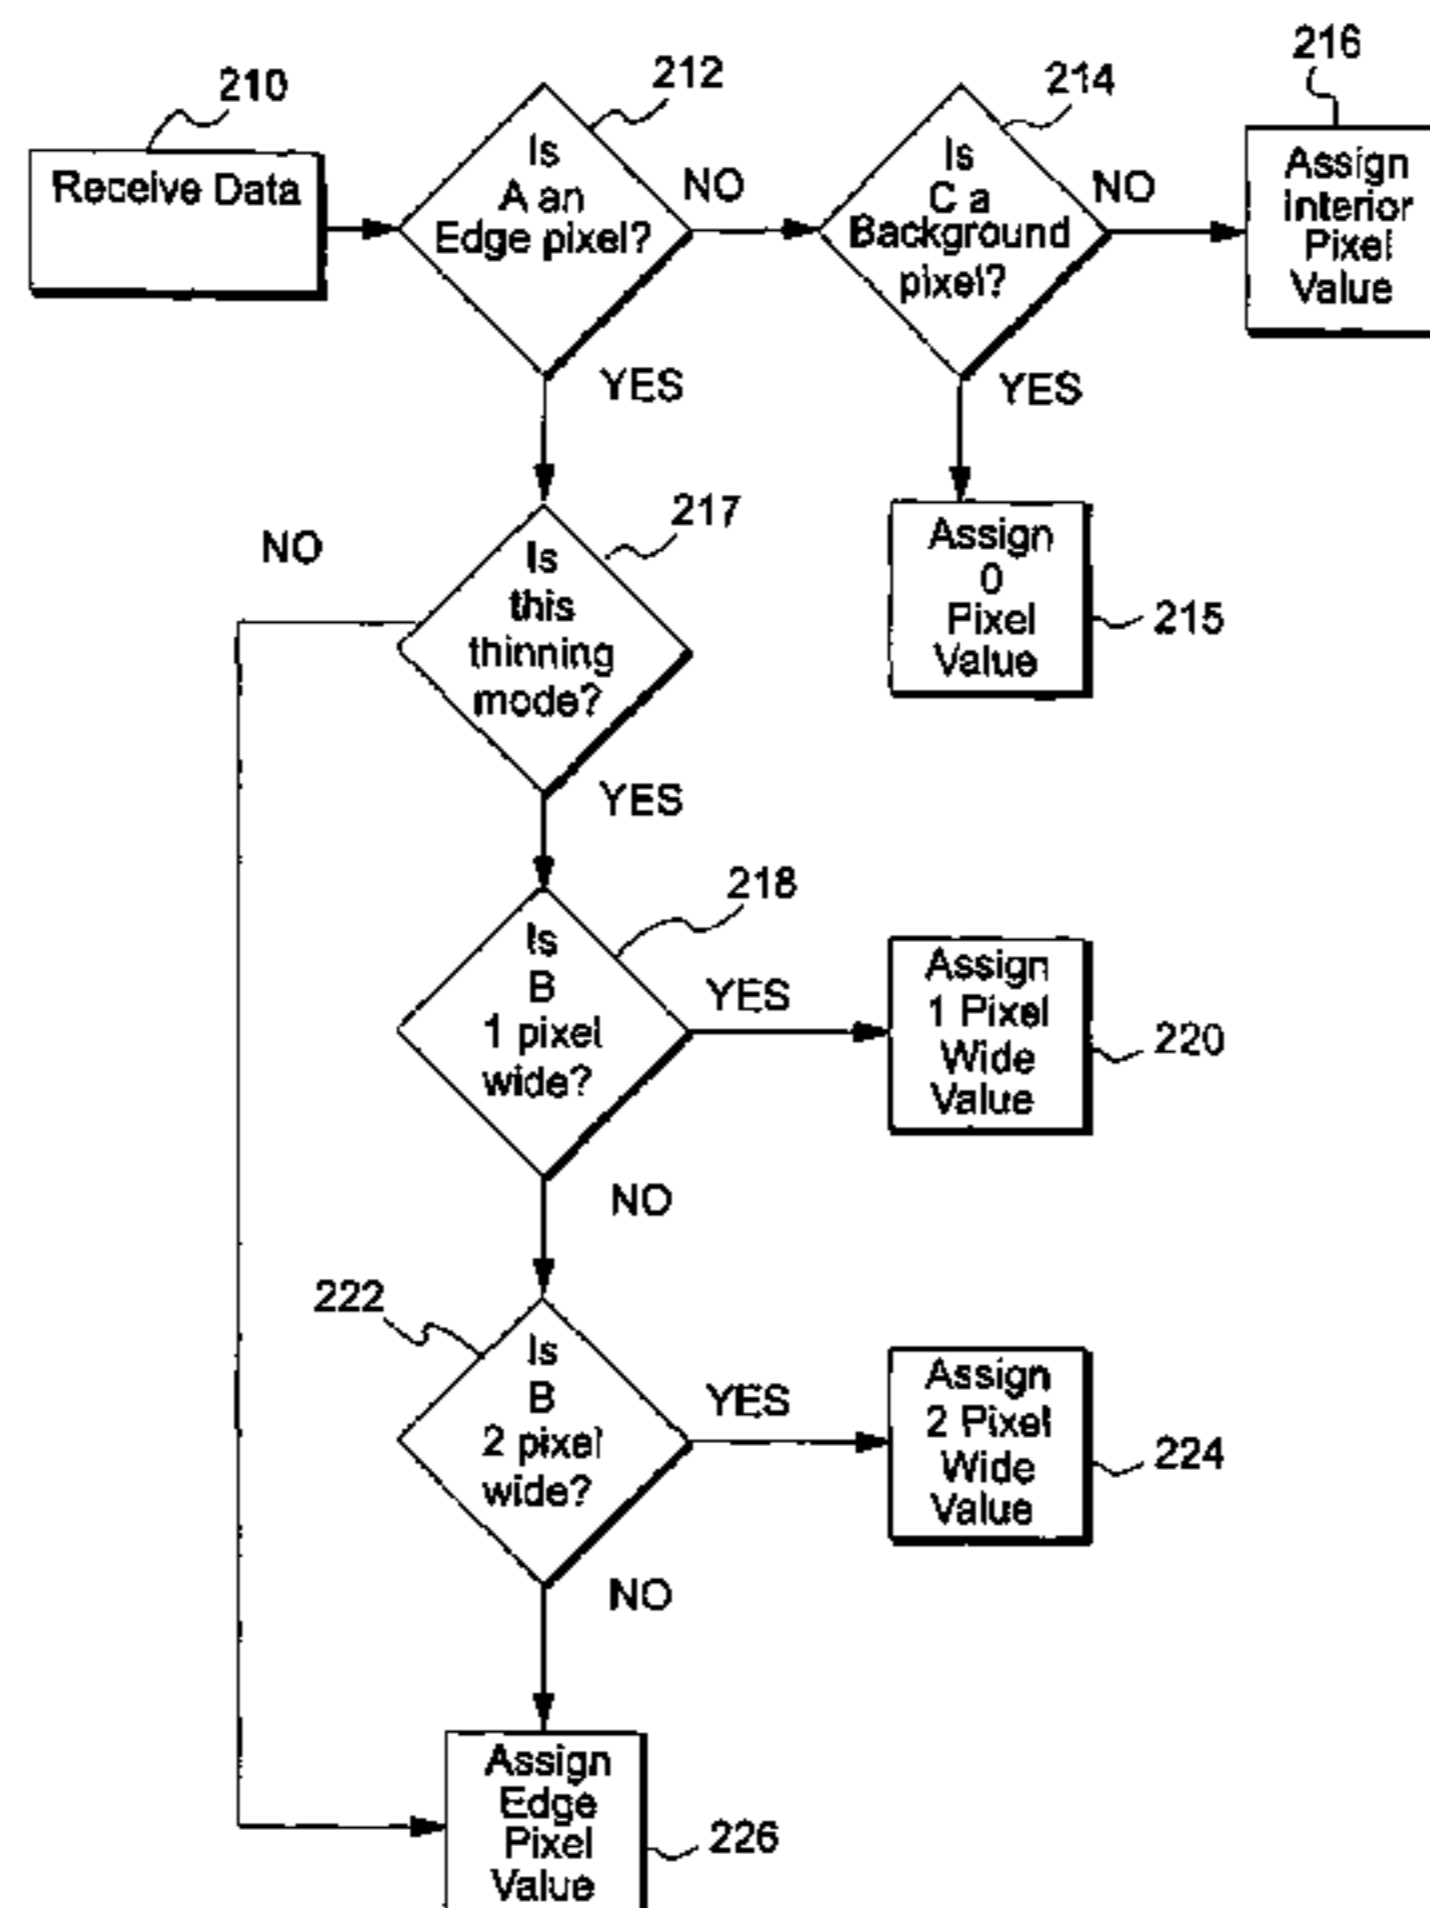 210
Receive Data
212
Is
A an
Edge pixel?
NO
YES
214
Is
C a
Background
pixel?
NO
YES
216
Assign
interior
Pixel
Value
Assign
0
Pixel
Value
215
217
Is
this
thinning
mode?
NO
YES
218
Is
B
1 pixel
wide?
YES
NO
Assign
1 Pixel
Wide
Value
220
222
Is
B
2 pixel
wide?
YES
NO
Assign
2 Pixel
Wide
Value
224
Assign
Edge
Pixel
Value
226